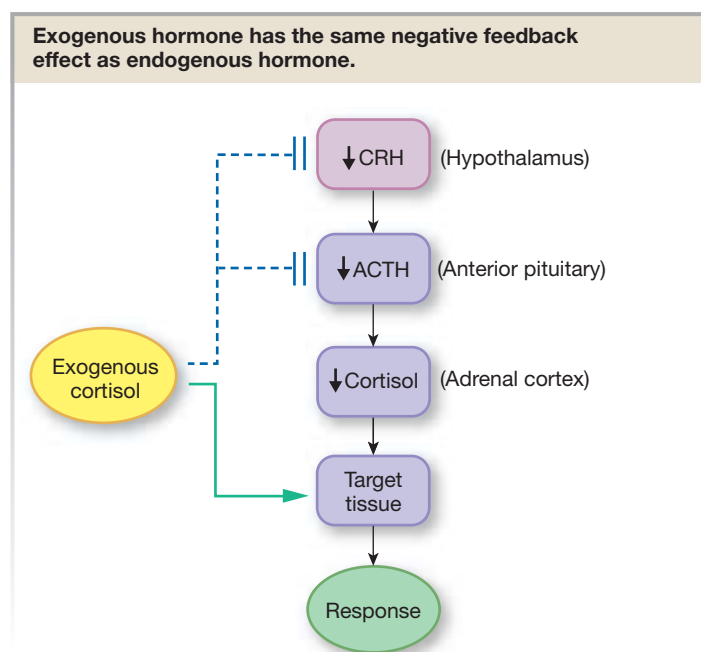 Exogenous hormone has the same negative feedback
effect as endogenous hormone.
↓CRH (Hypothalamus)
↓ACTH (Anterior pituitary)
Exogenous
cortisol
↓Cortisol (Adrenal cortex)
Target
tissue
Response